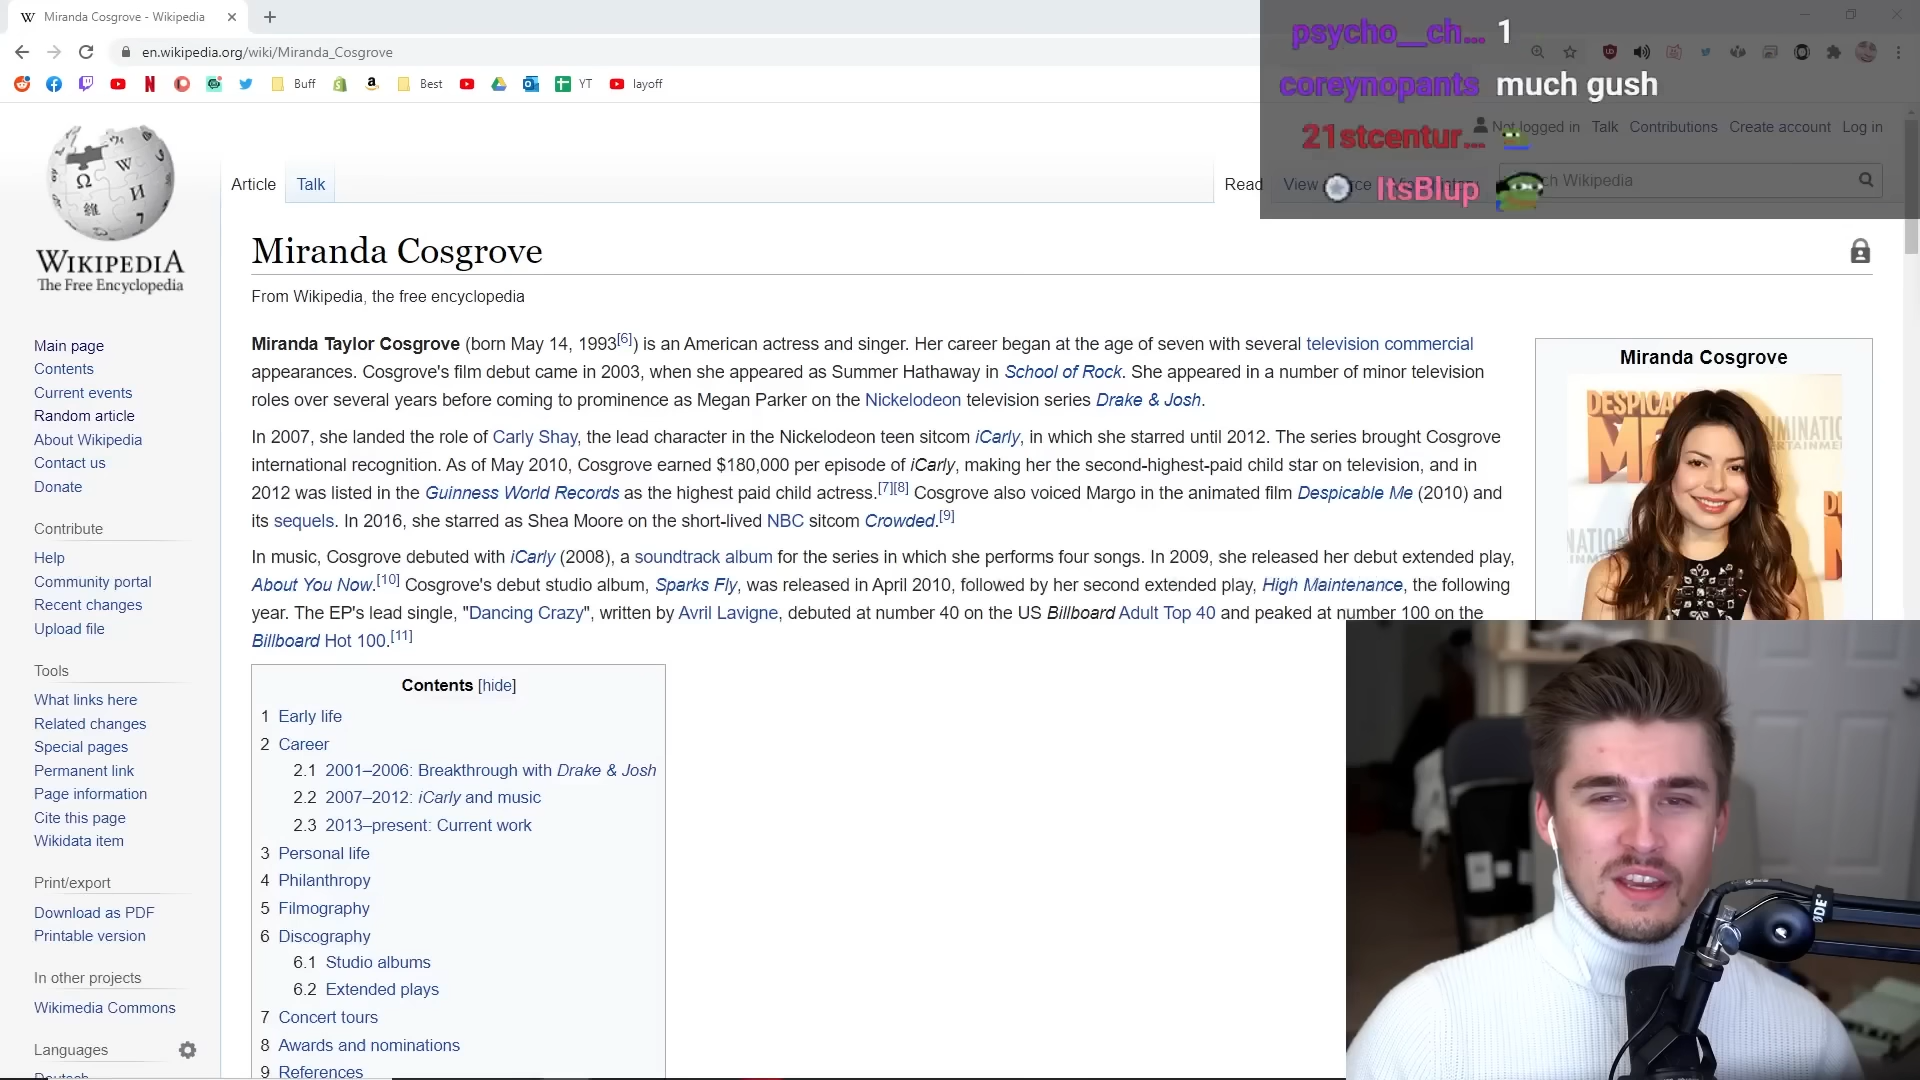 Miranda Cosgrove - Wikipedia
en.wikipedia.org/wiki/Miranda_Cosgrove
Buff
Best
YT
layoff
psycho__ch... 1
coreynopants much gush
21stcentur...
ItsBlup
Not logged in Talk Contributions Create account Log in
Article Talk
Read View
Wikipedia
WIKIPEDIA
The Free Encyclopedia
Miranda Cosgrove
From Wikipedia, the free encyclopedia
Miranda Taylor Cosgrove (born May 14, 1993[6]) is an American actress and singer. Her career began at the age of seven with several television commercial
appearances. Cosgrove's film debut came in 2003, when she appeared as Summer Hathaway in School of Rock. She appeared in a number of minor television
roles over several years before coming to prominence as Megan Parker on the Nickelodeon television series Drake & Josh.
In 2007, she landed the role of Carly Shay, the lead character in the Nickelodeon teen sitcom iCarly, in which she starred until 2012. The series brought Cosgrove
international recognition. As of May 2010, Cosgrove earned $180,000 per episode of iCarly, making her the second-highest-paid child star on television, and in
2012 was listed in the Guinness World Records as the highest paid child actress.[7][8] Cosgrove also voiced Margo in the animated film Despicable Me (2010) and
its sequels. In 2016, she starred as Shea Moore on the short-lived NBC sitcom Crowded.[9]
In music, Cosgrove debuted with iCarly (2008), a soundtrack album for the series in which she performs four songs. In 2009, she released her debut extended play,
About You Now.[10] Cosgrove's debut studio album, Sparks Fly, was released in April 2010, followed by her second extended play, High Maintenance, the following
year. The EP's lead single, "Dancing Crazy", written by Avril Lavigne, debuted at number 40 on the US Billboard Adult Top 40 and peaked at number 100 on the
Billboard Hot 100.[11]
Miranda Cosgrove
Main page
Contents
Current events
Random article
About Wikipedia
Contact us
Donate
Contribute
Help
Community portal
Recent changes
Upload file
Tools
What links here
Related changes
Special pages
Permanent link
Page information
Cite this page
Wikidata item
Print/export
Download as PDF
Printable version
In other projects
Wikimedia Commons
Languages
Deutsch
Contents [hide]
1 Early life
2 Career
2.1 2001–2006: Breakthrough with Drake & Josh
2.2 2007–2012: iCarly and music
2.3 2013–present: Current work
3 Personal life
4 Philanthropy
5 Filmography
6 Discography
6.1 Studio albums
6.2 Extended plays
7 Concert tours
8 Awards and nominations
9 References